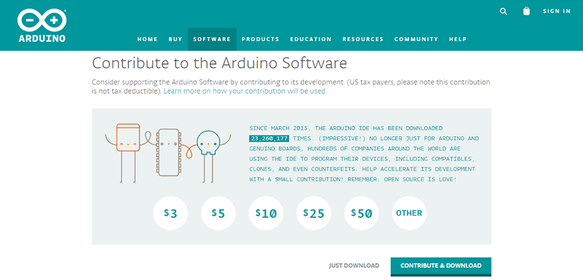 SIGN IN
ARDUINO
HOME BUY SOFTWARE PRODUCTS EDUCATION RESOURCES COMMUNITY HELP
Contribute to the Arduino Software
Consider supporting the Arduino Software by contributing to its development. (US tax payers, please note this contribution
is not tax deductible). Learn more on how your contribution will be used.
SINCE MARCH 2015, THE ARDUINO IDE HAS BEEN DOWNLOADED
23,260,177 TIMES. (IMPRESSIVE!) NO LONGER JUST FOR ARDUINO AND
GENUINO BOARDS, HUNDREDS OF COMPANIES AROUND THE WORLD ARE
USING THE IDE TO PROGRAM THEIR DEVICES, INCLUDING COMPATIBLES,
CLONES, AND EVEN COUNTERFEITS. HELP ACCELERATE ITS DEVELOPMENT
WITH A SMALL CONTRIBUTION! REMEMBER: OPEN SOURCE IS LOVE!
$3 $5 $10 $25 $50 OTHER
JUST DOWNLOAD CONTRIBUTE & DOWNLOAD